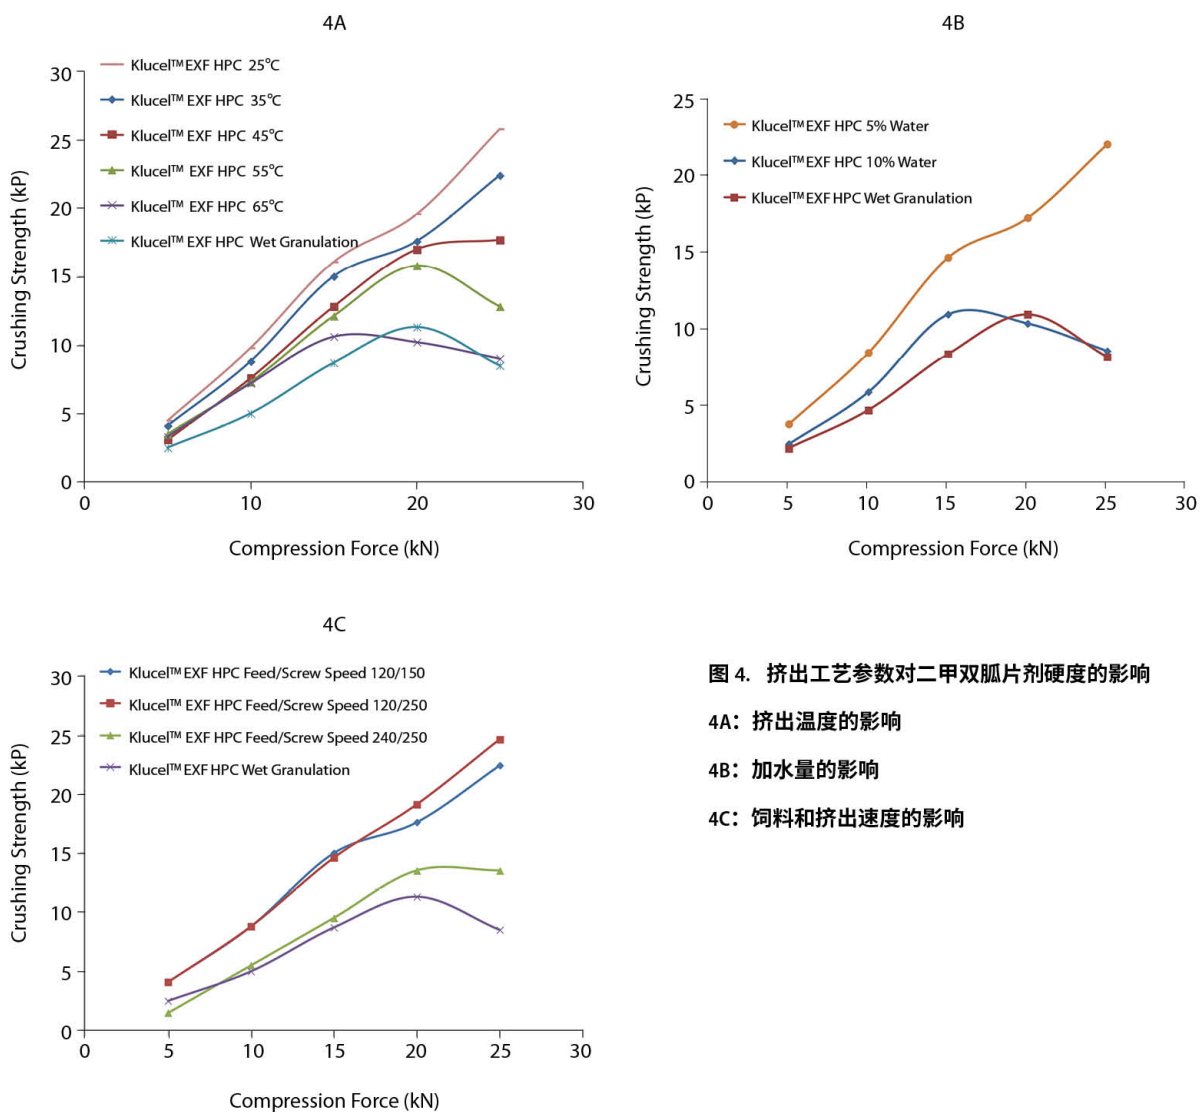 4A
Klucel™ EXF HPC 25°C
Klucel™ EXF HPC 35°C
Klucel™ EXF HPC 45°C
Klucel™ EXF HPC 55°C
Klucel™ EXF HPC 65°C
Klucel™ EXF HPC Wet Granulation
Crushing Strength (kP)
30
25
20
15
10
5
0
0
10
20
30
Compression Force (kN)
4B
Klucel™ EXF HPC 5% Water
Klucel™ EXF HPC 10% Water
Klucel™ EXF HPC Wet Granulation
Crushing Strength (kP)
25
20
15
10
5
0
0
5
10
15
20
25
30
Compression Force (kN)
4C
Klucel™ EXF HPC Feed/Screw Speed 120/150
Klucel™ EXF HPC Feed/Screw Speed 120/250
Klucel™ EXF HPC Feed/Screw Speed 240/250
Klucel™ EXF HPC Wet Granulation
Crushing Strength (kP)
30
25
20
15
10
5
0
0
5
10
15
20
25
30
Compression Force (kN)
图 4. 挤出工艺参数对二甲双胍片剂硬度的影响
4A：挤出温度的影响
4B：加水量的影响
4C：饲料和挤出速度的影响